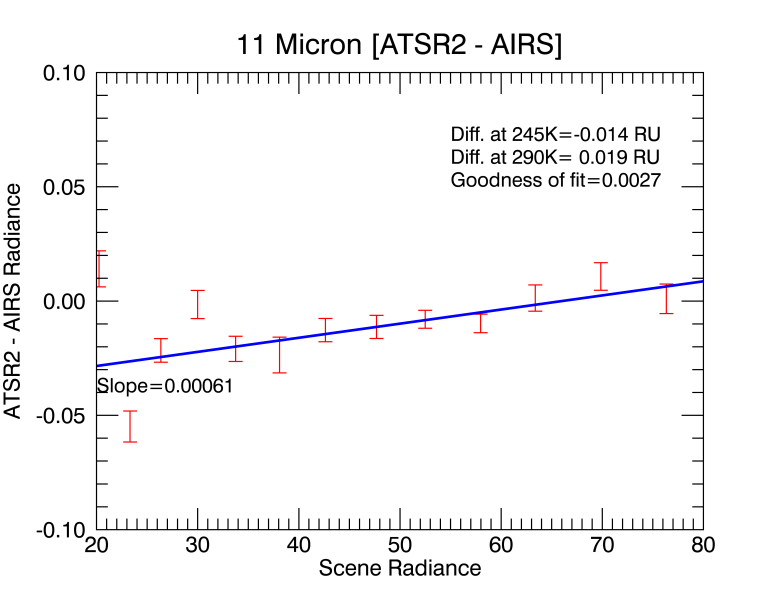 11 Micron [ATSR2 - AIRS]
0.10
Diff. at 245K=-0.014 RU
Diff. at 290K= 0.019 RU
Goodness of fit=0.0027
0.05
ATSR2 - AIRS Radiance
0.00
Slope=0.00061
-0.05
-0.10
20 30 40 50 60 70 80
Scene Radiance